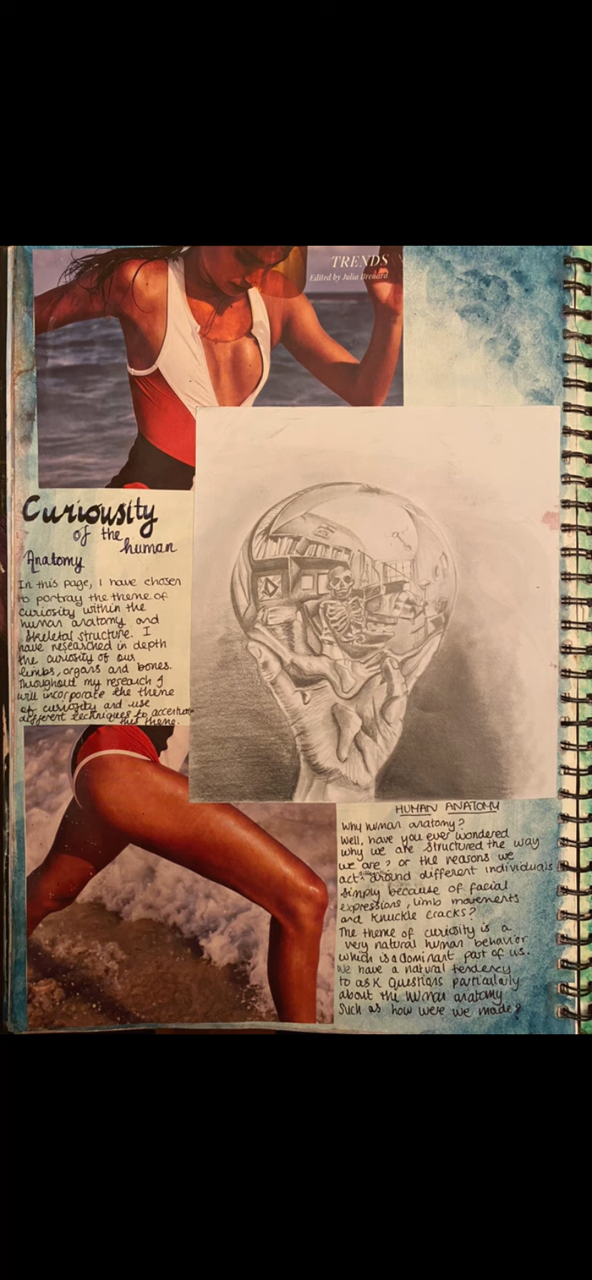 TRENDS
Edited by Julia Brenard
Curiousity
of the
human
Anatomy
In this page, I have chosen
to portray the theme of
curiosity within the
human anatomy and
skeletal structure. I
have researched in depth
the curiosity of our
limbs, organs and bones.
Throughout my research I
will incorporate the theme
of curiosity and use
different techniques to
this theme.
HUMAN ANATOMY
Why human anatomy?
Well, have you ever wondered
why we are structured the way
we are? or the reasons we
act around different individuals
simply because of facial
expressions, limb movements
and knuckle cracks?
The theme of curiosity is a
very natural human behavior
which is a dominant part of us.
We have a natural tendency
to ask questions particularly
about the human anatomy
such as how were we made?